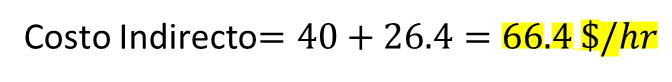 Costo Indirecto= 40 + 26.4 = 66.4 $/hr